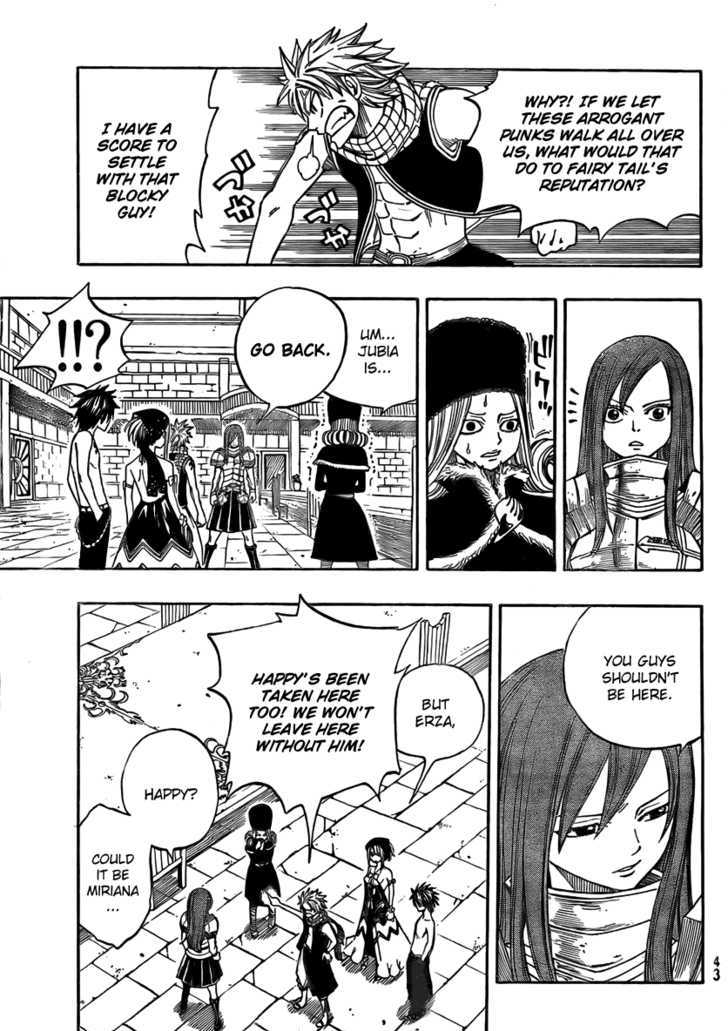 WHY?! IF WE LET
THESE ARROGANT
PUNKS WALK ALL OVER
US, WHAT WOULD THAT
DO TO FAIRY TAIL'S
REPUTATION?
I HAVE A
SCORE TO
SETTLE
WITH THAT
BLOCKY
GUY!
UM...
JUBIA
IS...
GO BACK.
!!?
YOU GUYS
SHOULDN'T
BE HERE.
BUT
ERZA,
HAPPY'S BEEN
TAKEN HERE
TOO! WE WON'T
LEAVE HERE
WITHOUT HIM!
HAPPY?
COULD
IT BE
MIRIANA
...
43